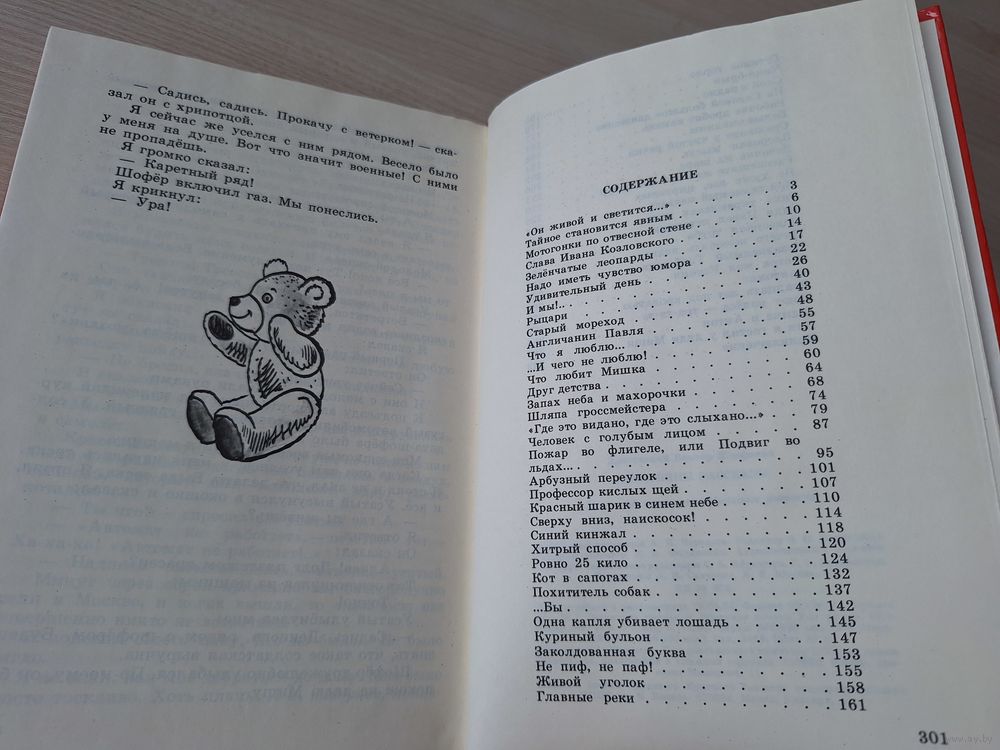 — Садись, садись. Прокачу с ветерком! — ска-
зал он с хрипотцой.
Я сейчас же уселся с ним рядом. Весело было
у меня на душе. Вот что значит военные! С ними
не пропадёшь.
Я громко сказал:
— Каретный ряд!
Шофёр включил газ. Мы понеслись.
Я крикнул:
— Ура!
СОДЕРЖАНИЕ
«Он живой и светится...» . . . . . . 3
Тайное становится явным . . . . . . 6
Мотогонки по отвесной стене . . . . . 10
Слава Ивана Козловского . . . . . . 14
Зелёнчатые леопарды . . . . . . 17
Надо иметь чувство юмора . . . . . . 22
Удивительный день . . . . . . 26
И мы!.. . . . . . . 40
Рыцари . . . . . . 43
Старый мореход . . . . . . 48
Англичанин Павля . . . . . . 55
Что я люблю... . . . . . . 57
...И чего не люблю! . . . . . . 59
Что любит Мишка . . . . . . 60
Друг детства . . . . . . 64
Запах неба и махорочки . . . . . . 68
Шляпа гроссмейстера . . . . . . 74
«Где это видано, где это слыхано...» . . . 79
Человек с голубым лицом . . . . . . 87
Пожар во флигеле, или Подвиг во
льдах... . . . . . . 95
Арбузный переулок . . . . . . 101
Профессор кислых щей . . . . . . 107
Красный шарик в синем небе . . . . . 110
Сверху вниз, наискосок! . . . . . . 114
Синий кинжал . . . . . . 118
Хитрый способ . . . . . . 120
Ровно 25 кило . . . . . . 124
Кот в сапогах . . . . . . 132
Похититель собак . . . . . . 137
...Бы . . . . . . 142
Одна капля убивает лошадь . . . . . 145
Куриный бульон . . . . . . 147
Заколдованная буква . . . . . . 153
Не пиф, не паф! . . . . . . 155
Живой уголок . . . . . . 158
Главные реки . . . . . . 161
301